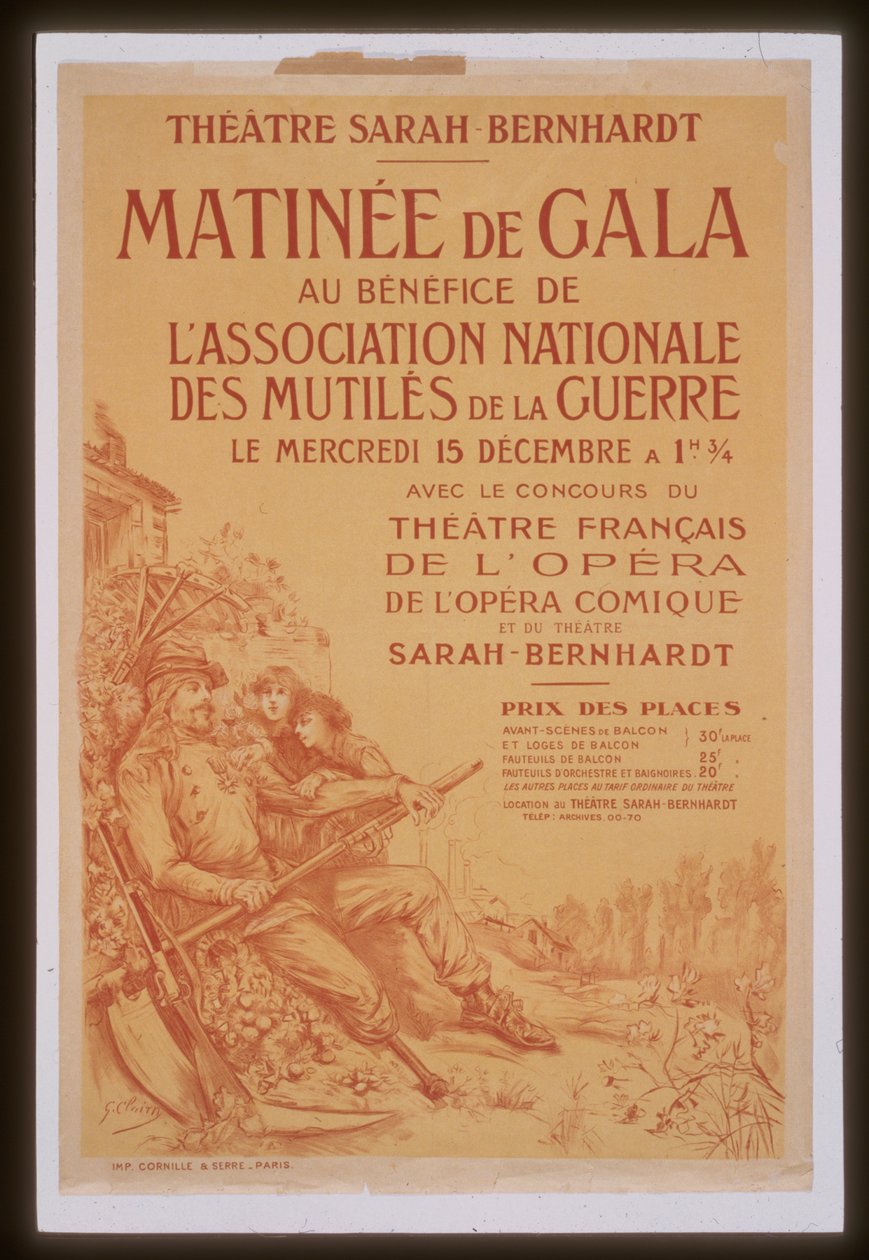 THÉÂTRE SARAH-BERNHARDT
MATINÉE DE GALA
AU BÉNÉFICE DE
L'ASSOCIATION NATIONALE
DES MUTILÉS DE LA GUERRE
LE MERCREDI 15 DÉCEMBRE A 1H 3/4
AVEC LE CONCOURS DU
THÉÂTRE FRANÇAIS
DE L'OPÉRA
DE L'OPÉRA COMIQUE
ET DU THÉÂTRE
SARAH-BERNHARDT
PRIX DES PLACES
AVANT-SCÈNES DE BALCON
ET LOGES DE BALCON } 30F LA PLACE
FAUTEUILS DE BALCON 25F "
FAUTEUILS D'ORCHESTRE ET BAIGNOIRES. 20F "
LES AUTRES PLACES AU TARIF ORDINAIRE DU THÉÂTRE
LOCATION au THÉÂTRE SARAH-BERNHARDT
TÉLÉP: ARCHIVES. 00-70
G. Clairin
IMP. CORNILLE & SERRE_PARIS.